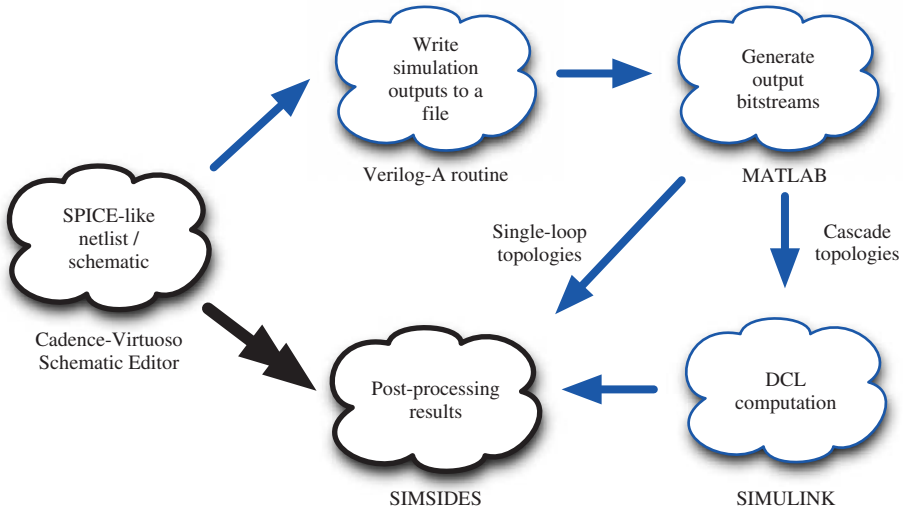 Write
simulation
outputs to a
file
Verilog-A routine
Generate
output
bitstreams
MATLAB
SPICE-like
netlist /
schematic
Cadence-Virtuoso
Schematic Editor
Single-loop
topologies
Cascade
topologies
Post-processing
results
SIMSIDES
DCL
computation
SIMULINK